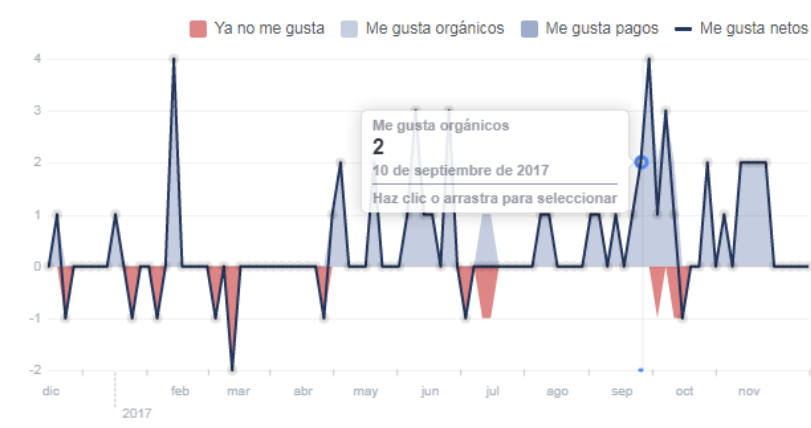 Ya no me gusta Me gusta orgánicos Me gusta pagos Me gusta netos
4
3
2
1
0
-1
-2
Me gusta orgánicos
2
10 de septiembre de 2017
Haz clic o arrastra para seleccionar
dic feb mar abr may jun jul ago sep oct nov
2017